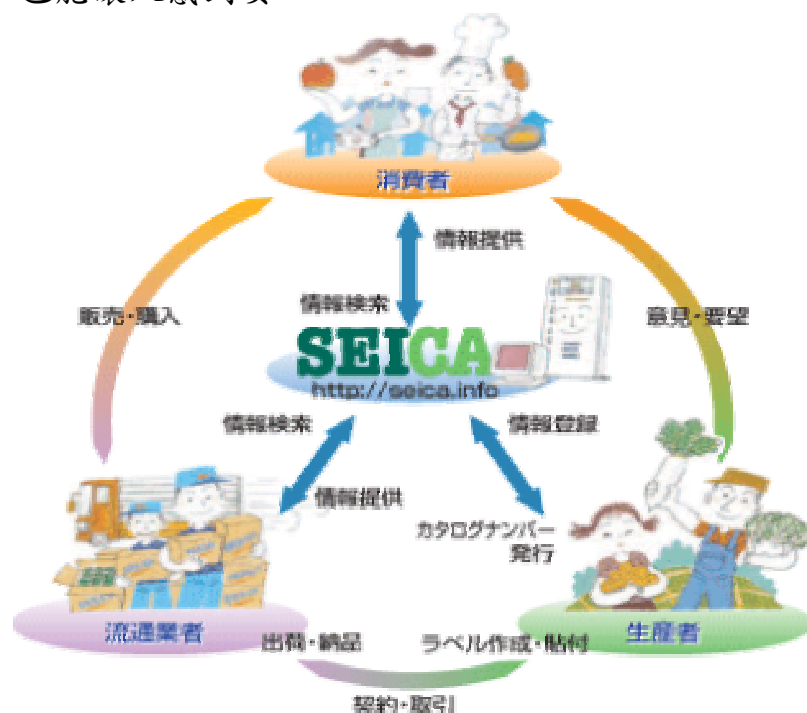 消費者
情報提供
情報検索
販売・購入
意見・要望
SEICA
http://seica.info
情報検索
情報登録
情報提供
カタログナンバー
発行
流通業者
出荷・納品
ラベル作成・貼付
生産者
契約・取引